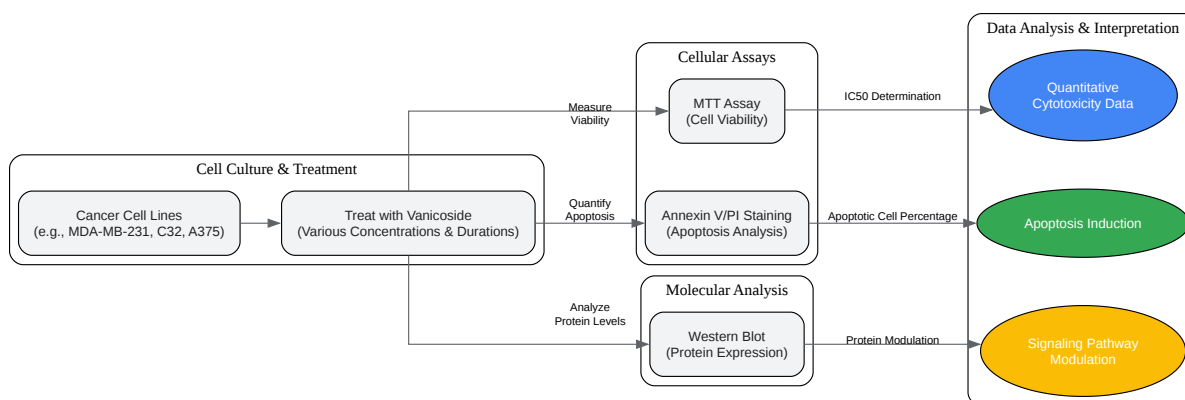 Cell Culture & Treatment
Cancer Cell Lines
(e.g., MDA-MB-231, C32, A375)
Treat with Vanicoside
(Various Concentrations & Durations)
Measure
Viability
Quantify
Apoptosis
Analyze
Protein Levels
Cellular Assays
MTT Assay
(Cell Viability)
Annexin V/PI Staining
(Apoptosis Analysis)
Molecular Analysis
Western Blot
(Protein Expression)
IC50 Determination
Apoptotic Cell Percentage
Protein Modulation
Data Analysis & Interpretation
Quantitative
Cytotoxicity Data
Apoptosis Induction
Signaling Pathway
Modulation